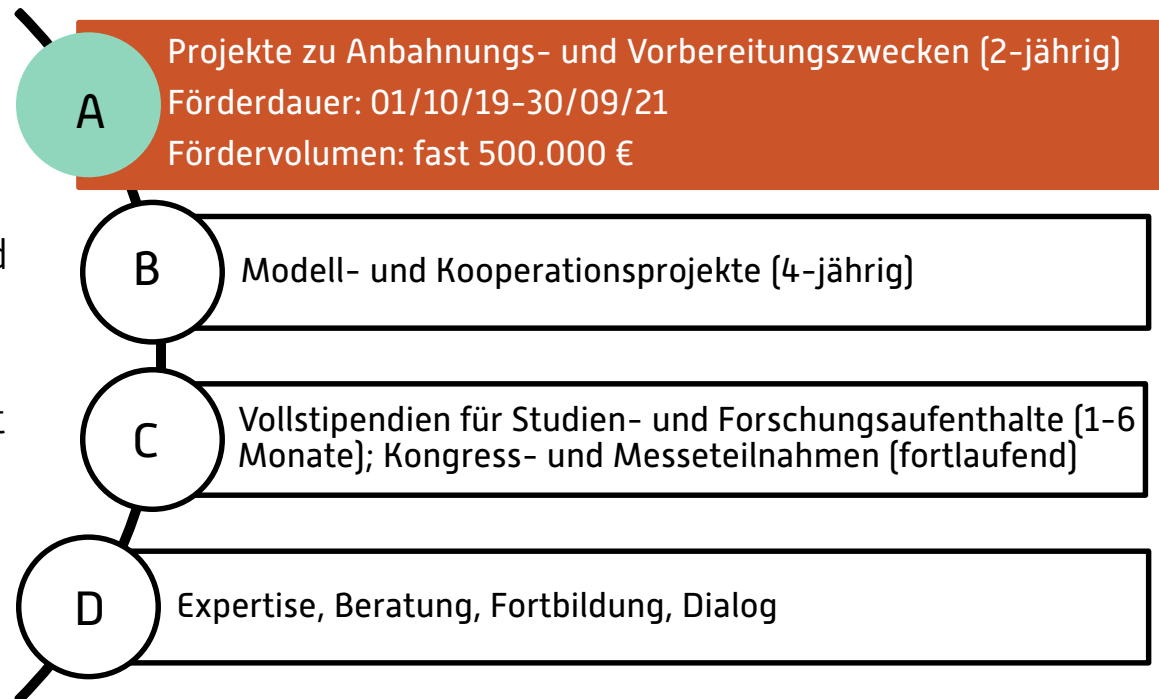 A
Projekte zu Anbahnungs- und Vorbereitungszwecken (2-jährig)
Förderdauer: 01/10/19-30/09/21
Fördervolumen: fast 500.000 €
B
Modell- und Kooperationsprojekte (4-jährig)
C
Vollstipendien für Studien- und Forschungsaufenthalte (1-6
Monate); Kongress- und Messeteilnahmen (fortlaufend)
D
Expertise, Beratung, Fortbildung, Dialog